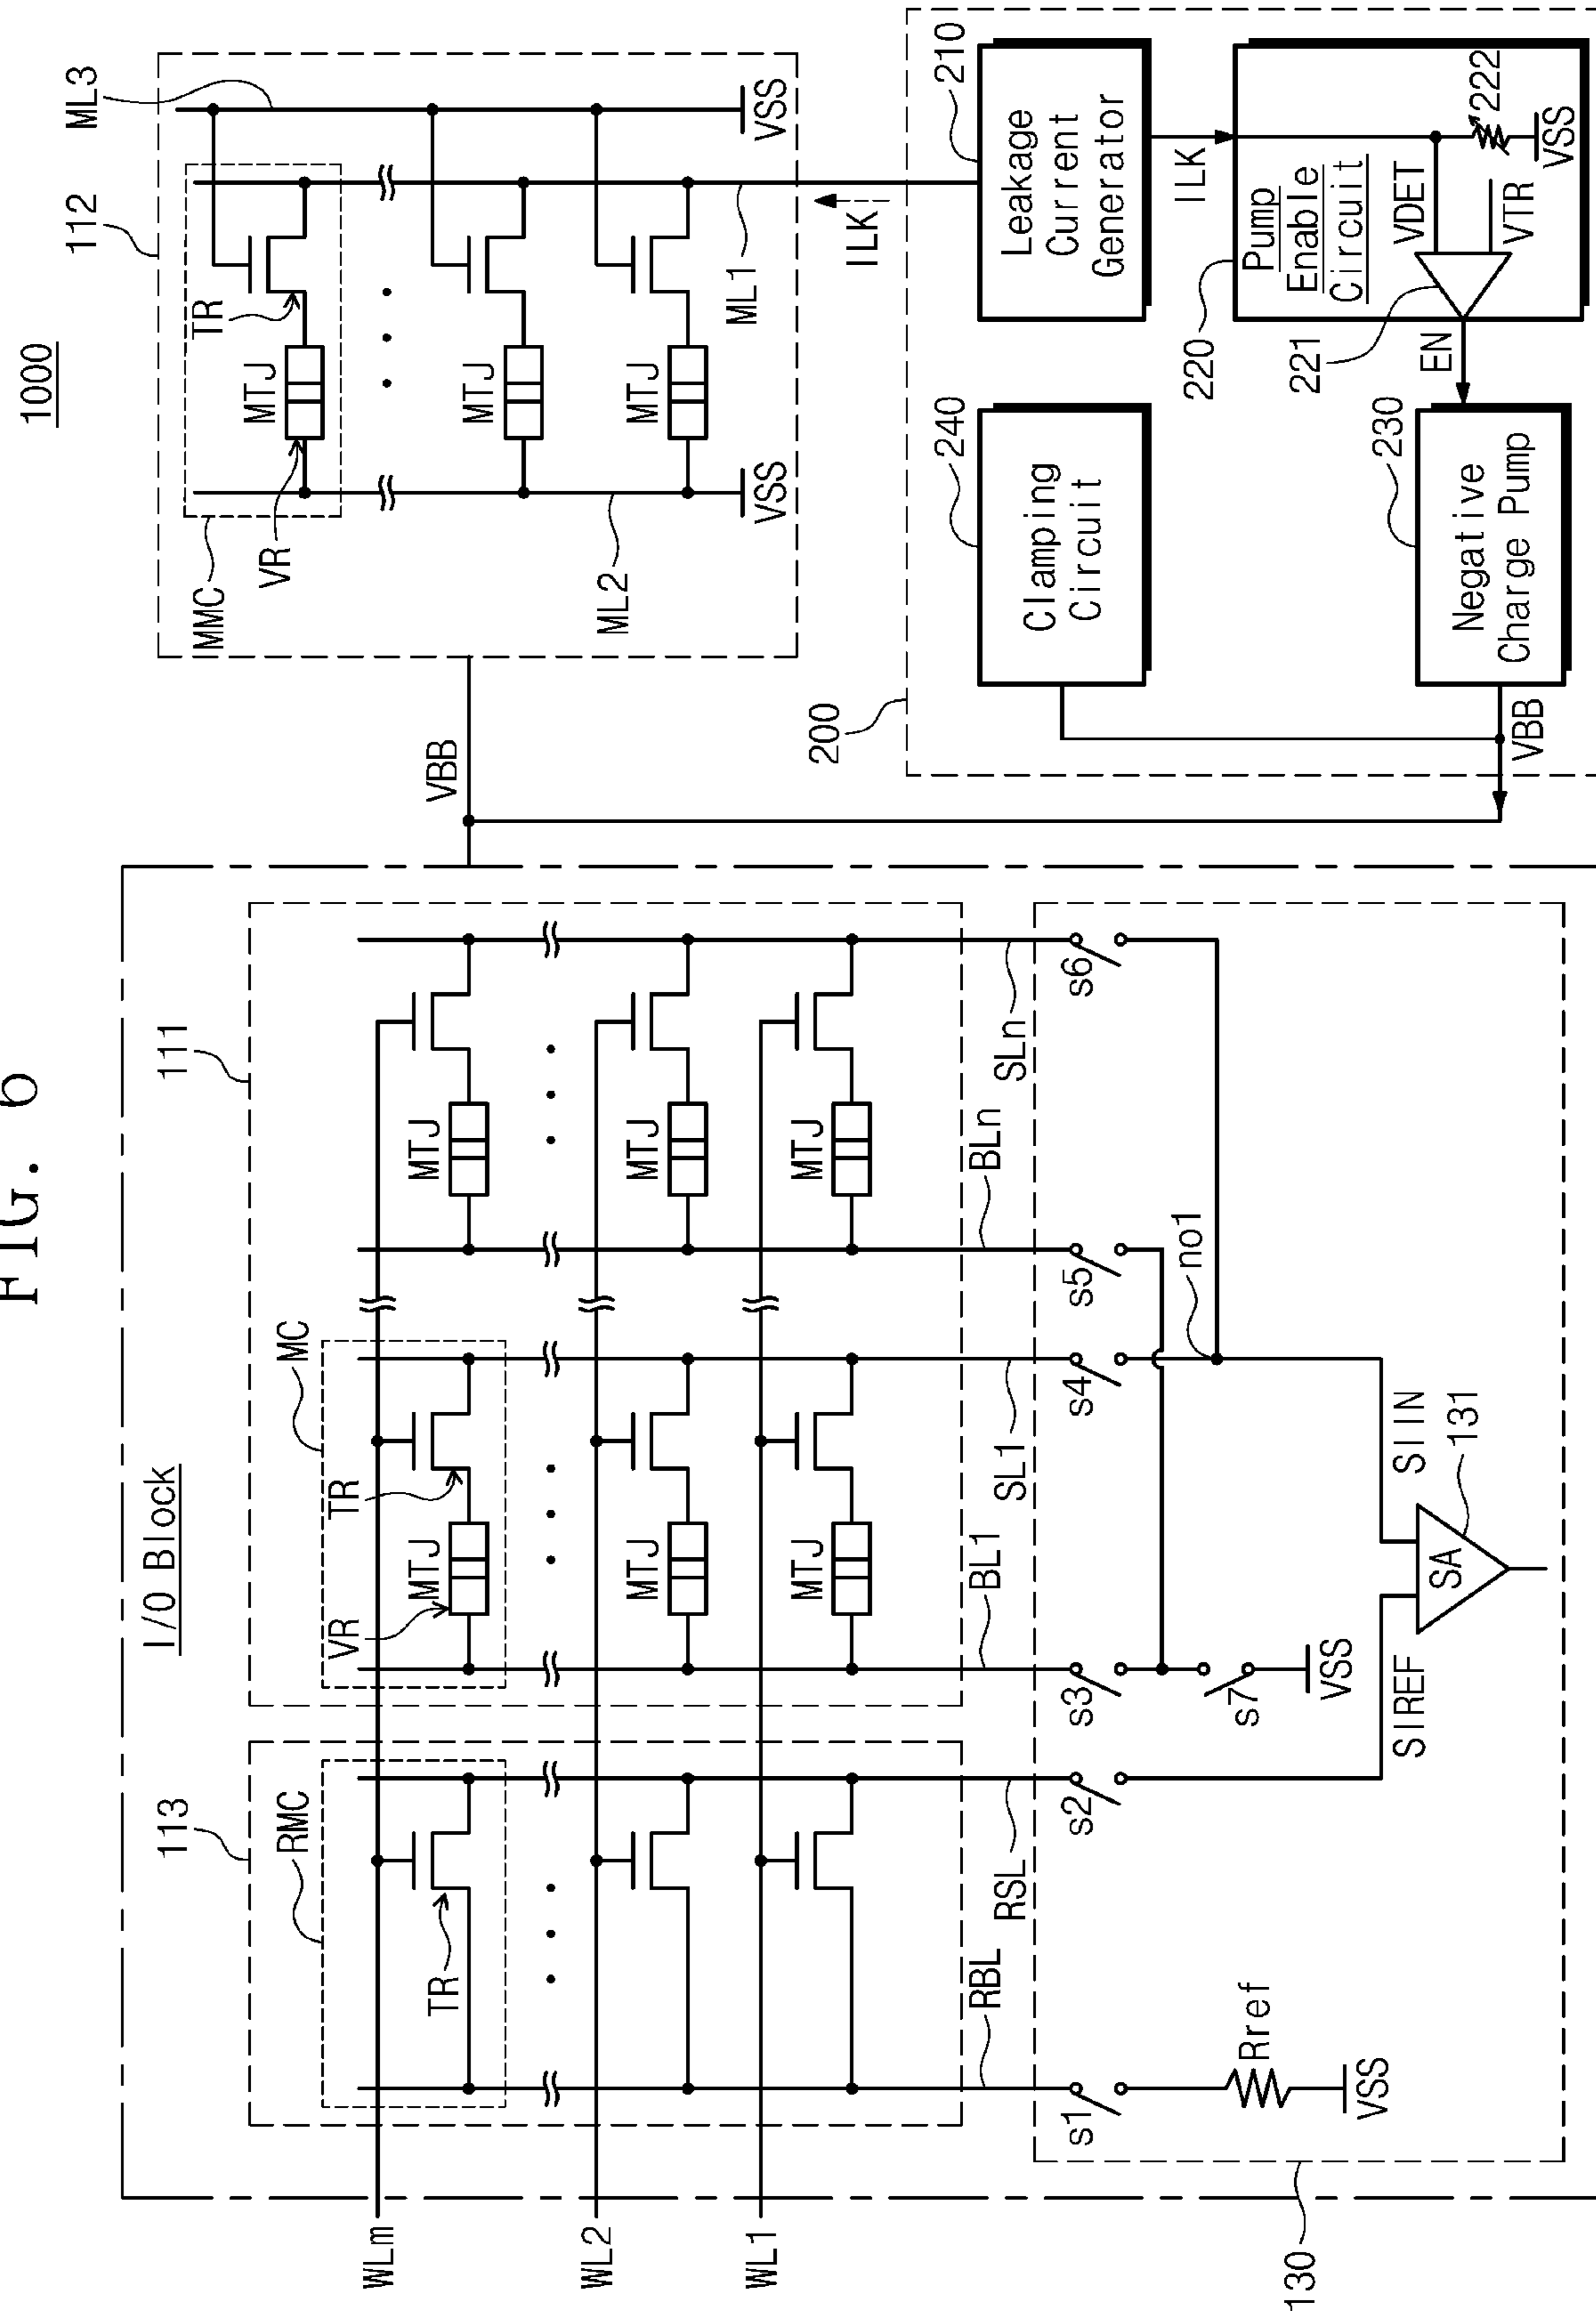 FIG. 6
1000
I/O Block
113
RMC
TR
111
MC
VR
TR
MTJ
MTJ
MTJ
MTJ
MTJ
MTJ
WLm
WL2
WL1
RBL
RSL
BL1
SL1
BLn
SLn
s1
s2
s3
s4
s5
s6
s7
no1
Rref
VSS
VSS
SIREF
SIIN
SA
131
130
VBB
112
MMC
VR
TR
MTJ
MTJ
MTJ
ML3
ML2
ML1
VSS
VSS
ILK
200
240
Clamping
Circuit
210
Leakage
Current
Generator
ILK
230
Negative
Charge Pump
VBB
EN
220
221
Pump
Enable
Circuit
VDET
VTR
222
VSS